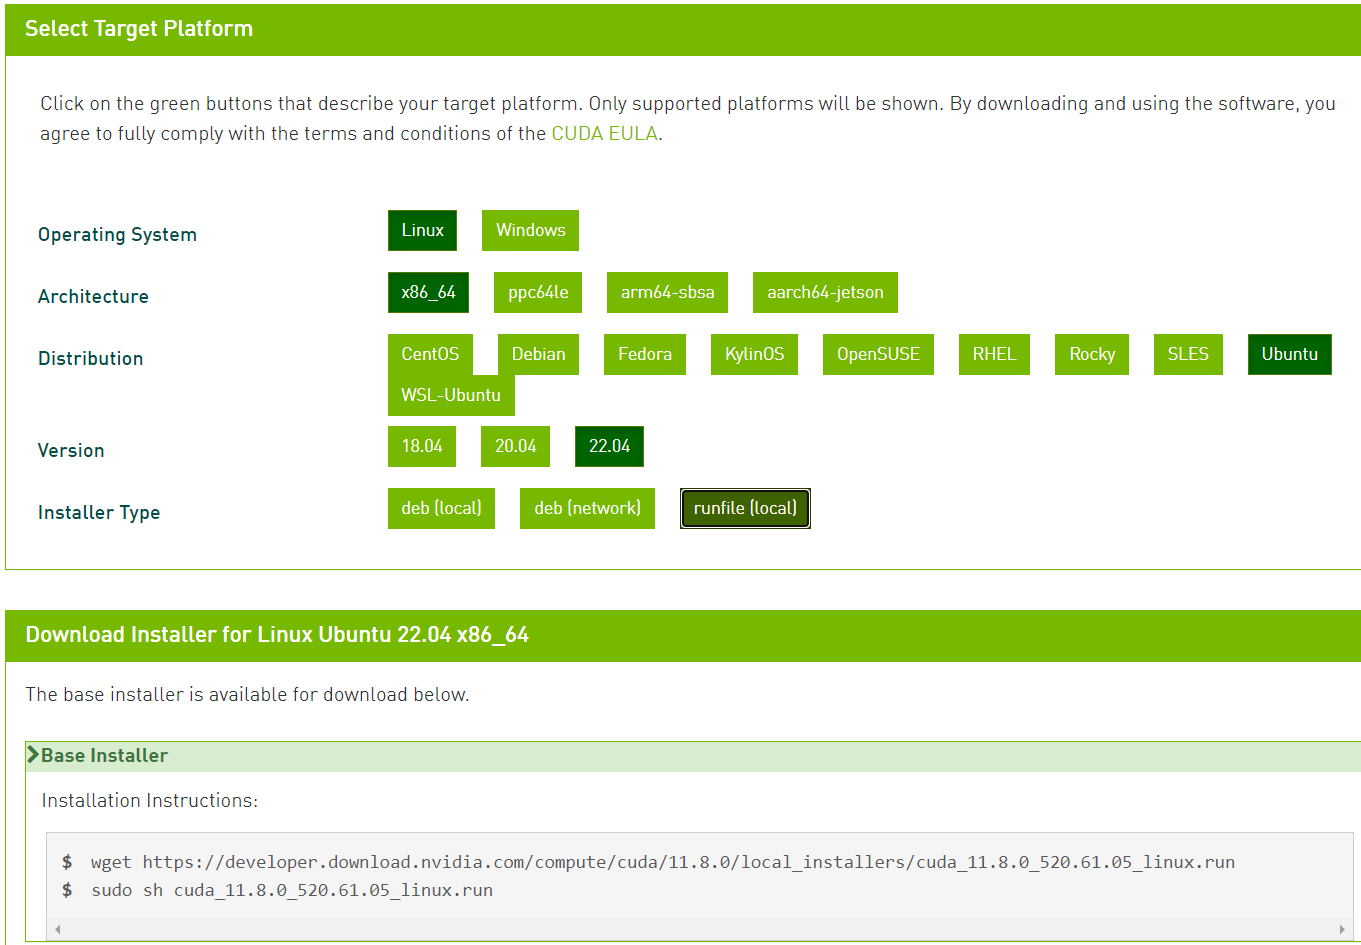 Select Target Platform
Click on the green buttons that describe your target platform. Only supported platforms will be shown. By downloading and using the software, you
agree to fully comply with the terms and conditions of the CUDA EULA.
Operating System Linux Windows
Architecture x86_64 ppc64le arm64-sbsa aarch64-jetson
Distribution CentOS Debian Fedora KylinOS OpenSUSE RHEL Rocky SLES Ubuntu
WSL-Ubuntu
Version 18.04 20.04 22.04
Installer Type deb (local) deb (network) runfile (local)
Download Installer for Linux Ubuntu 22.04 x86_64
The base installer is available for download below.
Base Installer
Installation Instructions:
$ wget https://developer.download.nvidia.com/compute/cuda/11.8.0/local_installers/cuda_11.8.0_520.61.05_linux.run
$ sudo sh cuda_11.8.0_520.61.05_linux.run